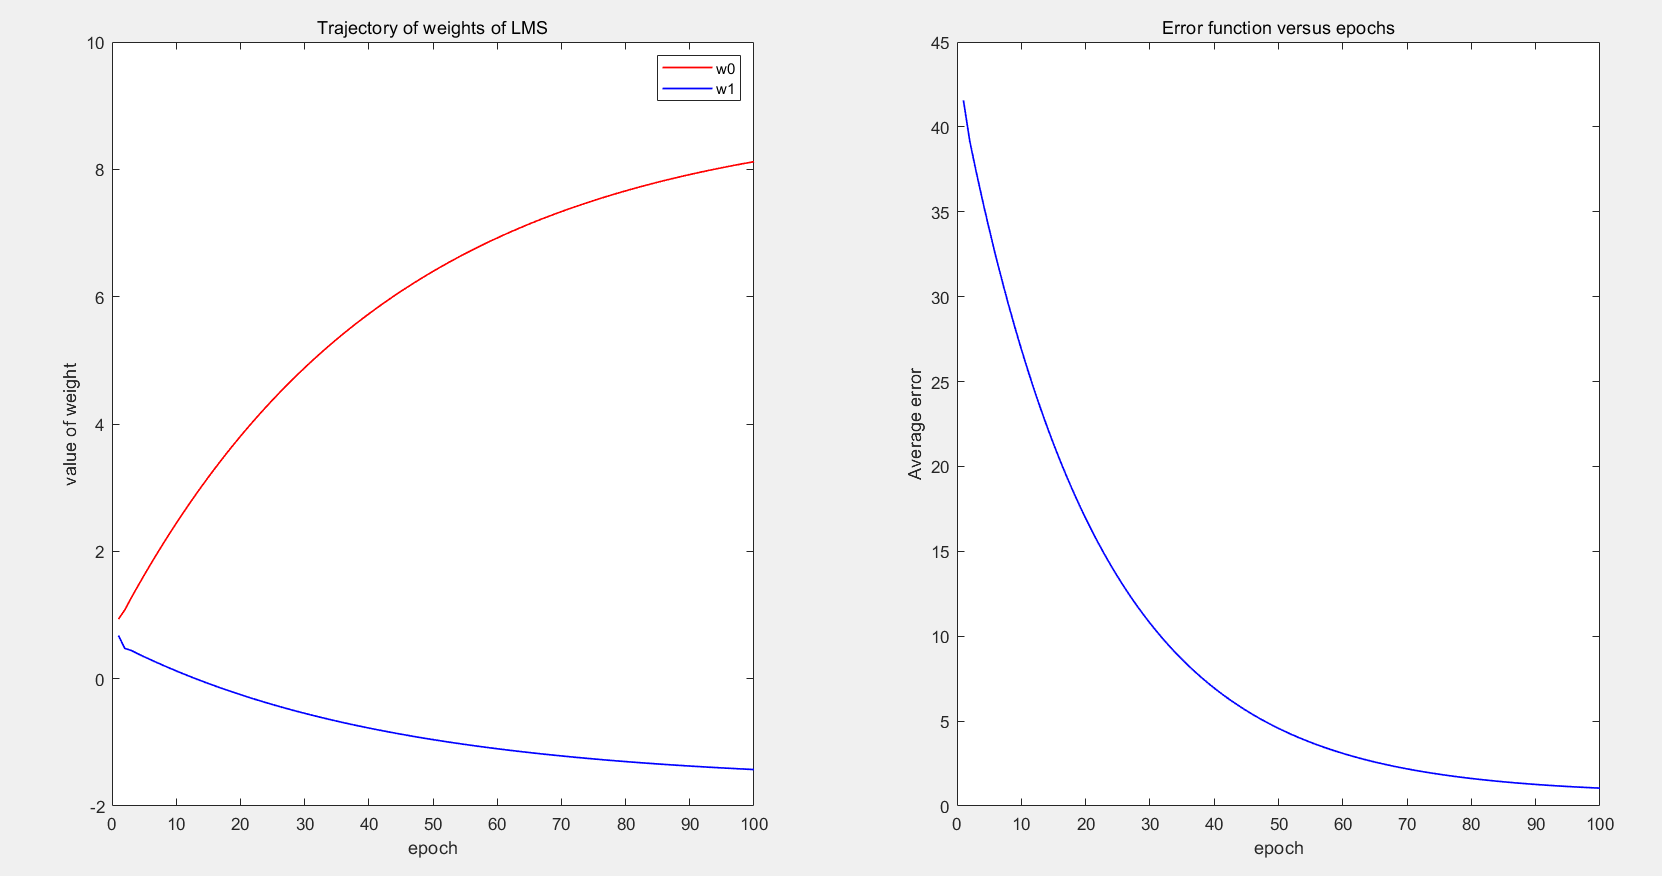 Trajectory of weights of LMS
10
8
6
4
2
0
-2
value of weight
w0
w1
0 10 20 30 40 50 60 70 80 90 100
epoch
Error function versus epochs
45
40
35
30
25
20
15
10
5
0
Average error
0 10 20 30 40 50 60 70 80 90 100
epoch